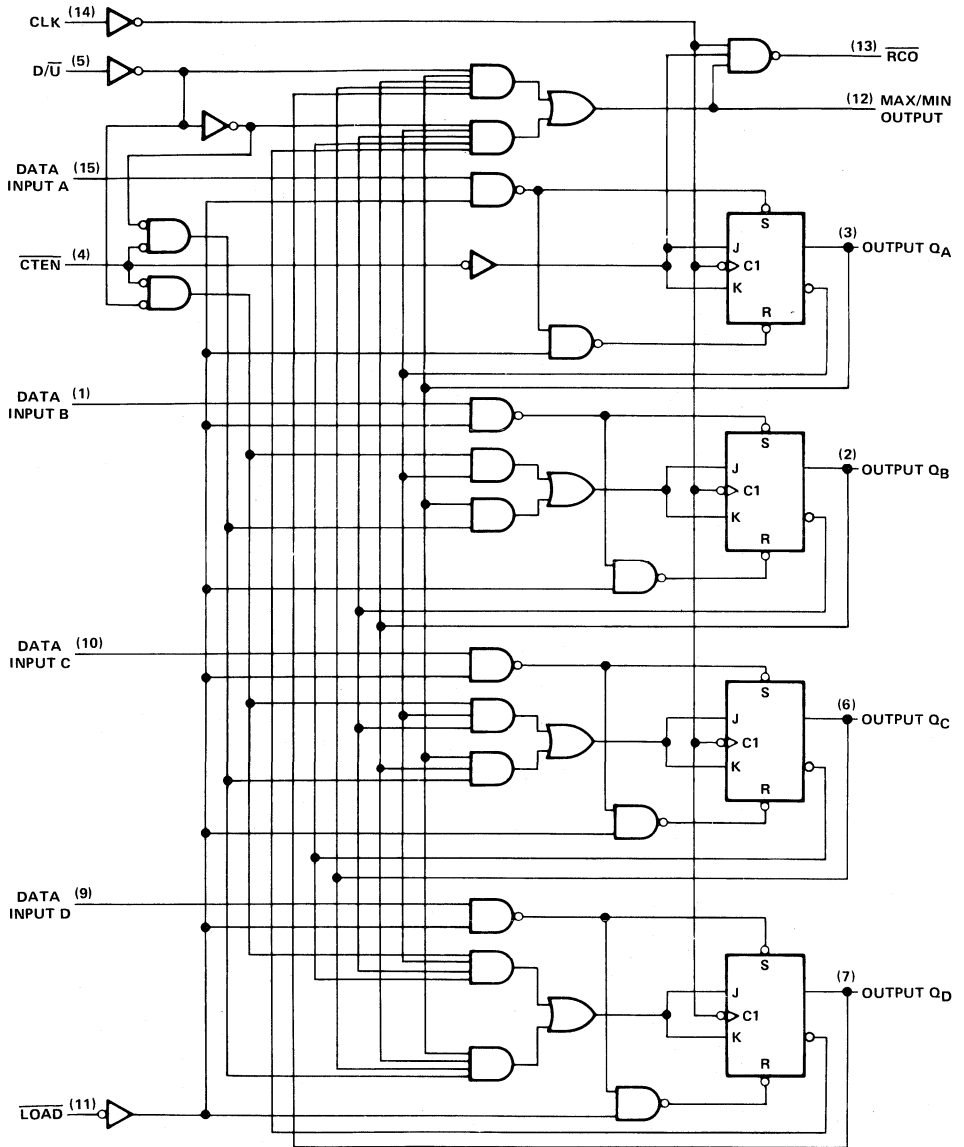 CLK (14)
(13) RCO
D/U (5)
(12) MAX/MIN
OUTPUT
DATA (15)
INPUT A
S
(3)
J
OUTPUT QA
CTEN (4)
C1
K
R
DATA (1)
INPUT B
S
(2)
J
OUTPUT QB
C1
K
R
DATA (10)
INPUT C
S
(6)
J
OUTPUT QC
C1
K
R
DATA (9)
INPUT D
S
(7)
J
OUTPUT QD
C1
K
R
LOAD (11)